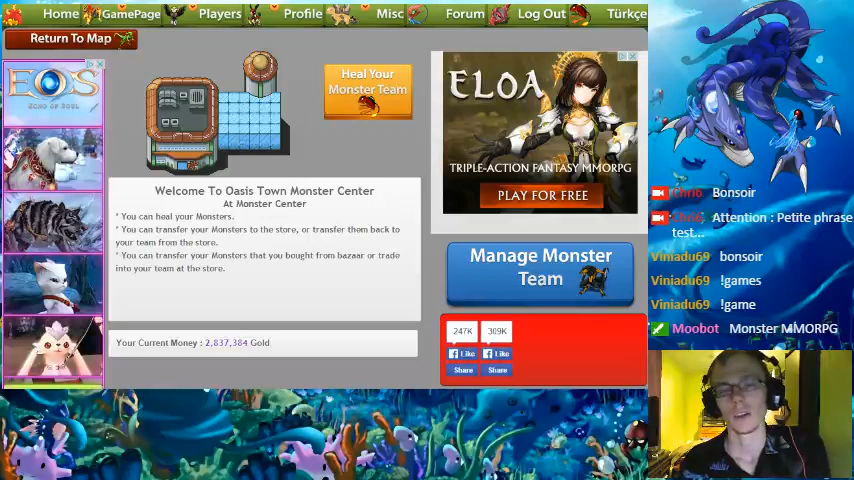 Home
GamePage
Players
Profile
Misc
Forum
Log Out
Türkçe
Return To Map
EOS
ECHO OF SOUL
Heal Your
Monster Team
ELOA
TRIPLE-ACTION FANTASY MMORPG
PLAY FOR FREE
Welcome To Oasis Town Monster Center
At Monster Center
* You can heal your Monsters.
* You can transfer your Monsters to the store, or transfer them back to
your team from the store.
* You can transfer your Monsters that you bought from bazaar or trade
into your team at the store.
Your Current Money : 2,837,384 Gold
Manage Monster
Team
247K
309K
Like
Like
Share
Share
Bonsoir
Attention : Petite phrase
test...
Viniadu69 bonsoir
Viniadu69 !games
Viniadu69 !game
Moobot Monster MMORPG